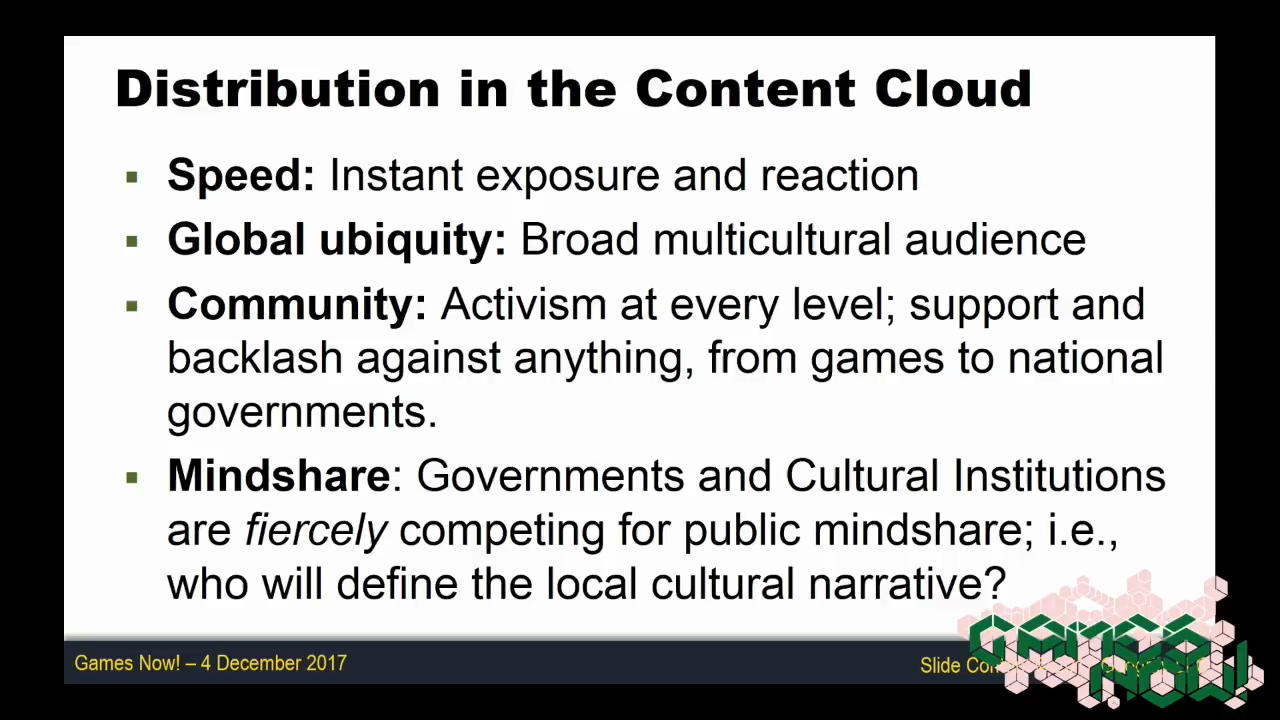 Distribution in the Content Cloud
▪ Speed: Instant exposure and reaction
▪ Global ubiquity: Broad multicultural audience
▪ Community: Activism at every level; support and
backlash against anything, from games to national
governments.
▪ Mindshare: Governments and Cultural Institutions
are fiercely competing for public mindshare; i.e.,
who will define the local cultural narrative?
Games Now! – 4 December 2017
Slide
GAMES
NOW!